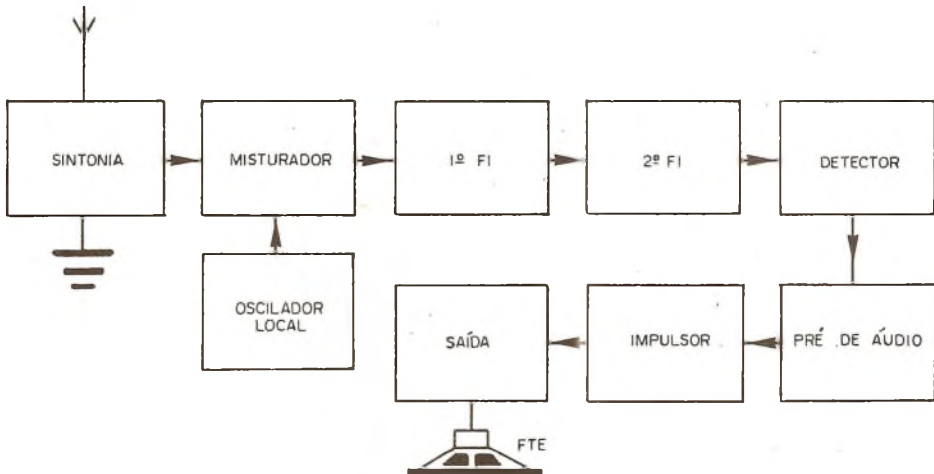 SINTONIA
MISTURADOR
1º FI
2º FI
DETECTOR
OSCILADOR
LOCAL
SAÍDA
IMPULSOR
PRÉ DE ÁUDIO
FTE